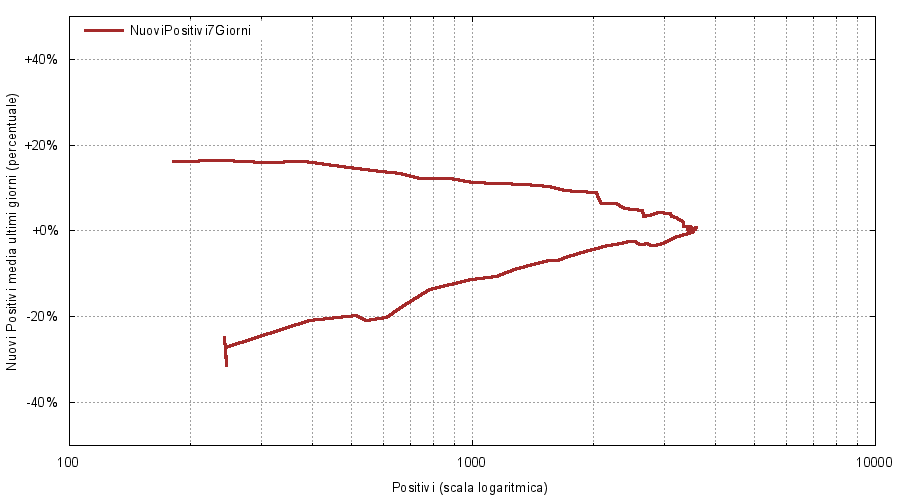 NuoviPositivi7Giorni
+40%
+20%
+0%
-20%
-40%
Nuovi Positivi media ultimi giorni (percentuale)
100
1000
10000
Positivi (scala logaritmica)